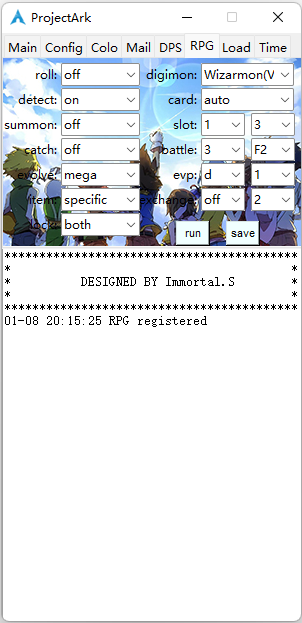 ProjectArk
Main Config Colo Mail DPS RPG Load Time
roll: off digimon: Wizarmon(V
detect: on card: auto
summon: off slot: 1 3
catch: off battle: 3 F2
evolve: mega evp: d 1
item: specific exchange: off 2
lock: both run save
******************************************
* *
* DESIGNED BY Immortal.S *
* *
******************************************
01-08 20:15:25 RPG registered